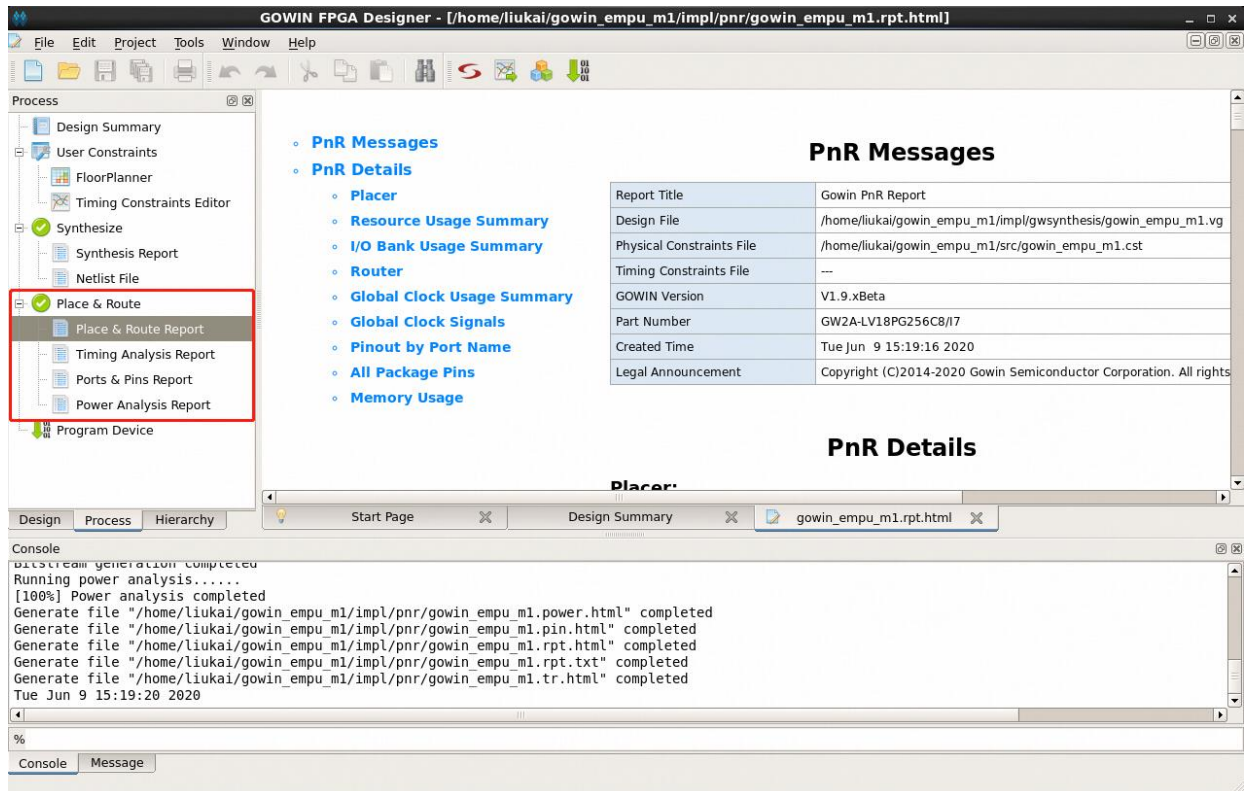 GOWIN FPGA Designer - [/home/liukai/gowin_empu_m1/impl/pnr/gowin_empu_m1.rpt.html]
File Edit Project Tools Window Help
Process
Design Summary
User Constraints
FloorPlanner
Timing Constraints Editor
Synthesize
Synthesis Report
Netlist File
Place & Route
Place & Route Report
Timing Analysis Report
Ports & Pins Report
Power Analysis Report
Program Device
Design Process Hierarchy
PnR Messages
PnR Details
Placer
Resource Usage Summary
I/O Bank Usage Summary
Router
Global Clock Usage Summary
Global Clock Signals
Pinout by Port Name
All Package Pins
Memory Usage
PnR Messages
Report Title Gowin PnR Report
Design File /home/liukai/gowin_empu_m1/impl/gwsynthesis/gowin_empu_m1.vg
Physical Constraints File /home/liukai/gowin_empu_m1/src/gowin_empu_m1.cst
Timing Constraints File ---
GOWIN Version V1.9.xBeta
Part Number GW2A-LV18PG256C8/I7
Created Time Tue Jun 9 15:19:16 2020
Legal Announcement Copyright (C)2014-2020 Gowin Semiconductor Corporation. All rights
PnR Details
Placer:
Start Page Design Summary gowin_empu_m1.rpt.html
Console
Bitstream generation completed
Running power analysis......
[100%] Power analysis completed
Generate file "/home/liukai/gowin_empu_m1/impl/pnr/gowin_empu_m1.power.html" completed
Generate file "/home/liukai/gowin_empu_m1/impl/pnr/gowin_empu_m1.pin.html" completed
Generate file "/home/liukai/gowin_empu_m1/impl/pnr/gowin_empu_m1.rpt.html" completed
Generate file "/home/liukai/gowin_empu_m1/impl/pnr/gowin_empu_m1.rpt.txt" completed
Generate file "/home/liukai/gowin_empu_m1/impl/pnr/gowin_empu_m1.tr.html" completed
Tue Jun 9 15:19:20 2020
%
Console Message